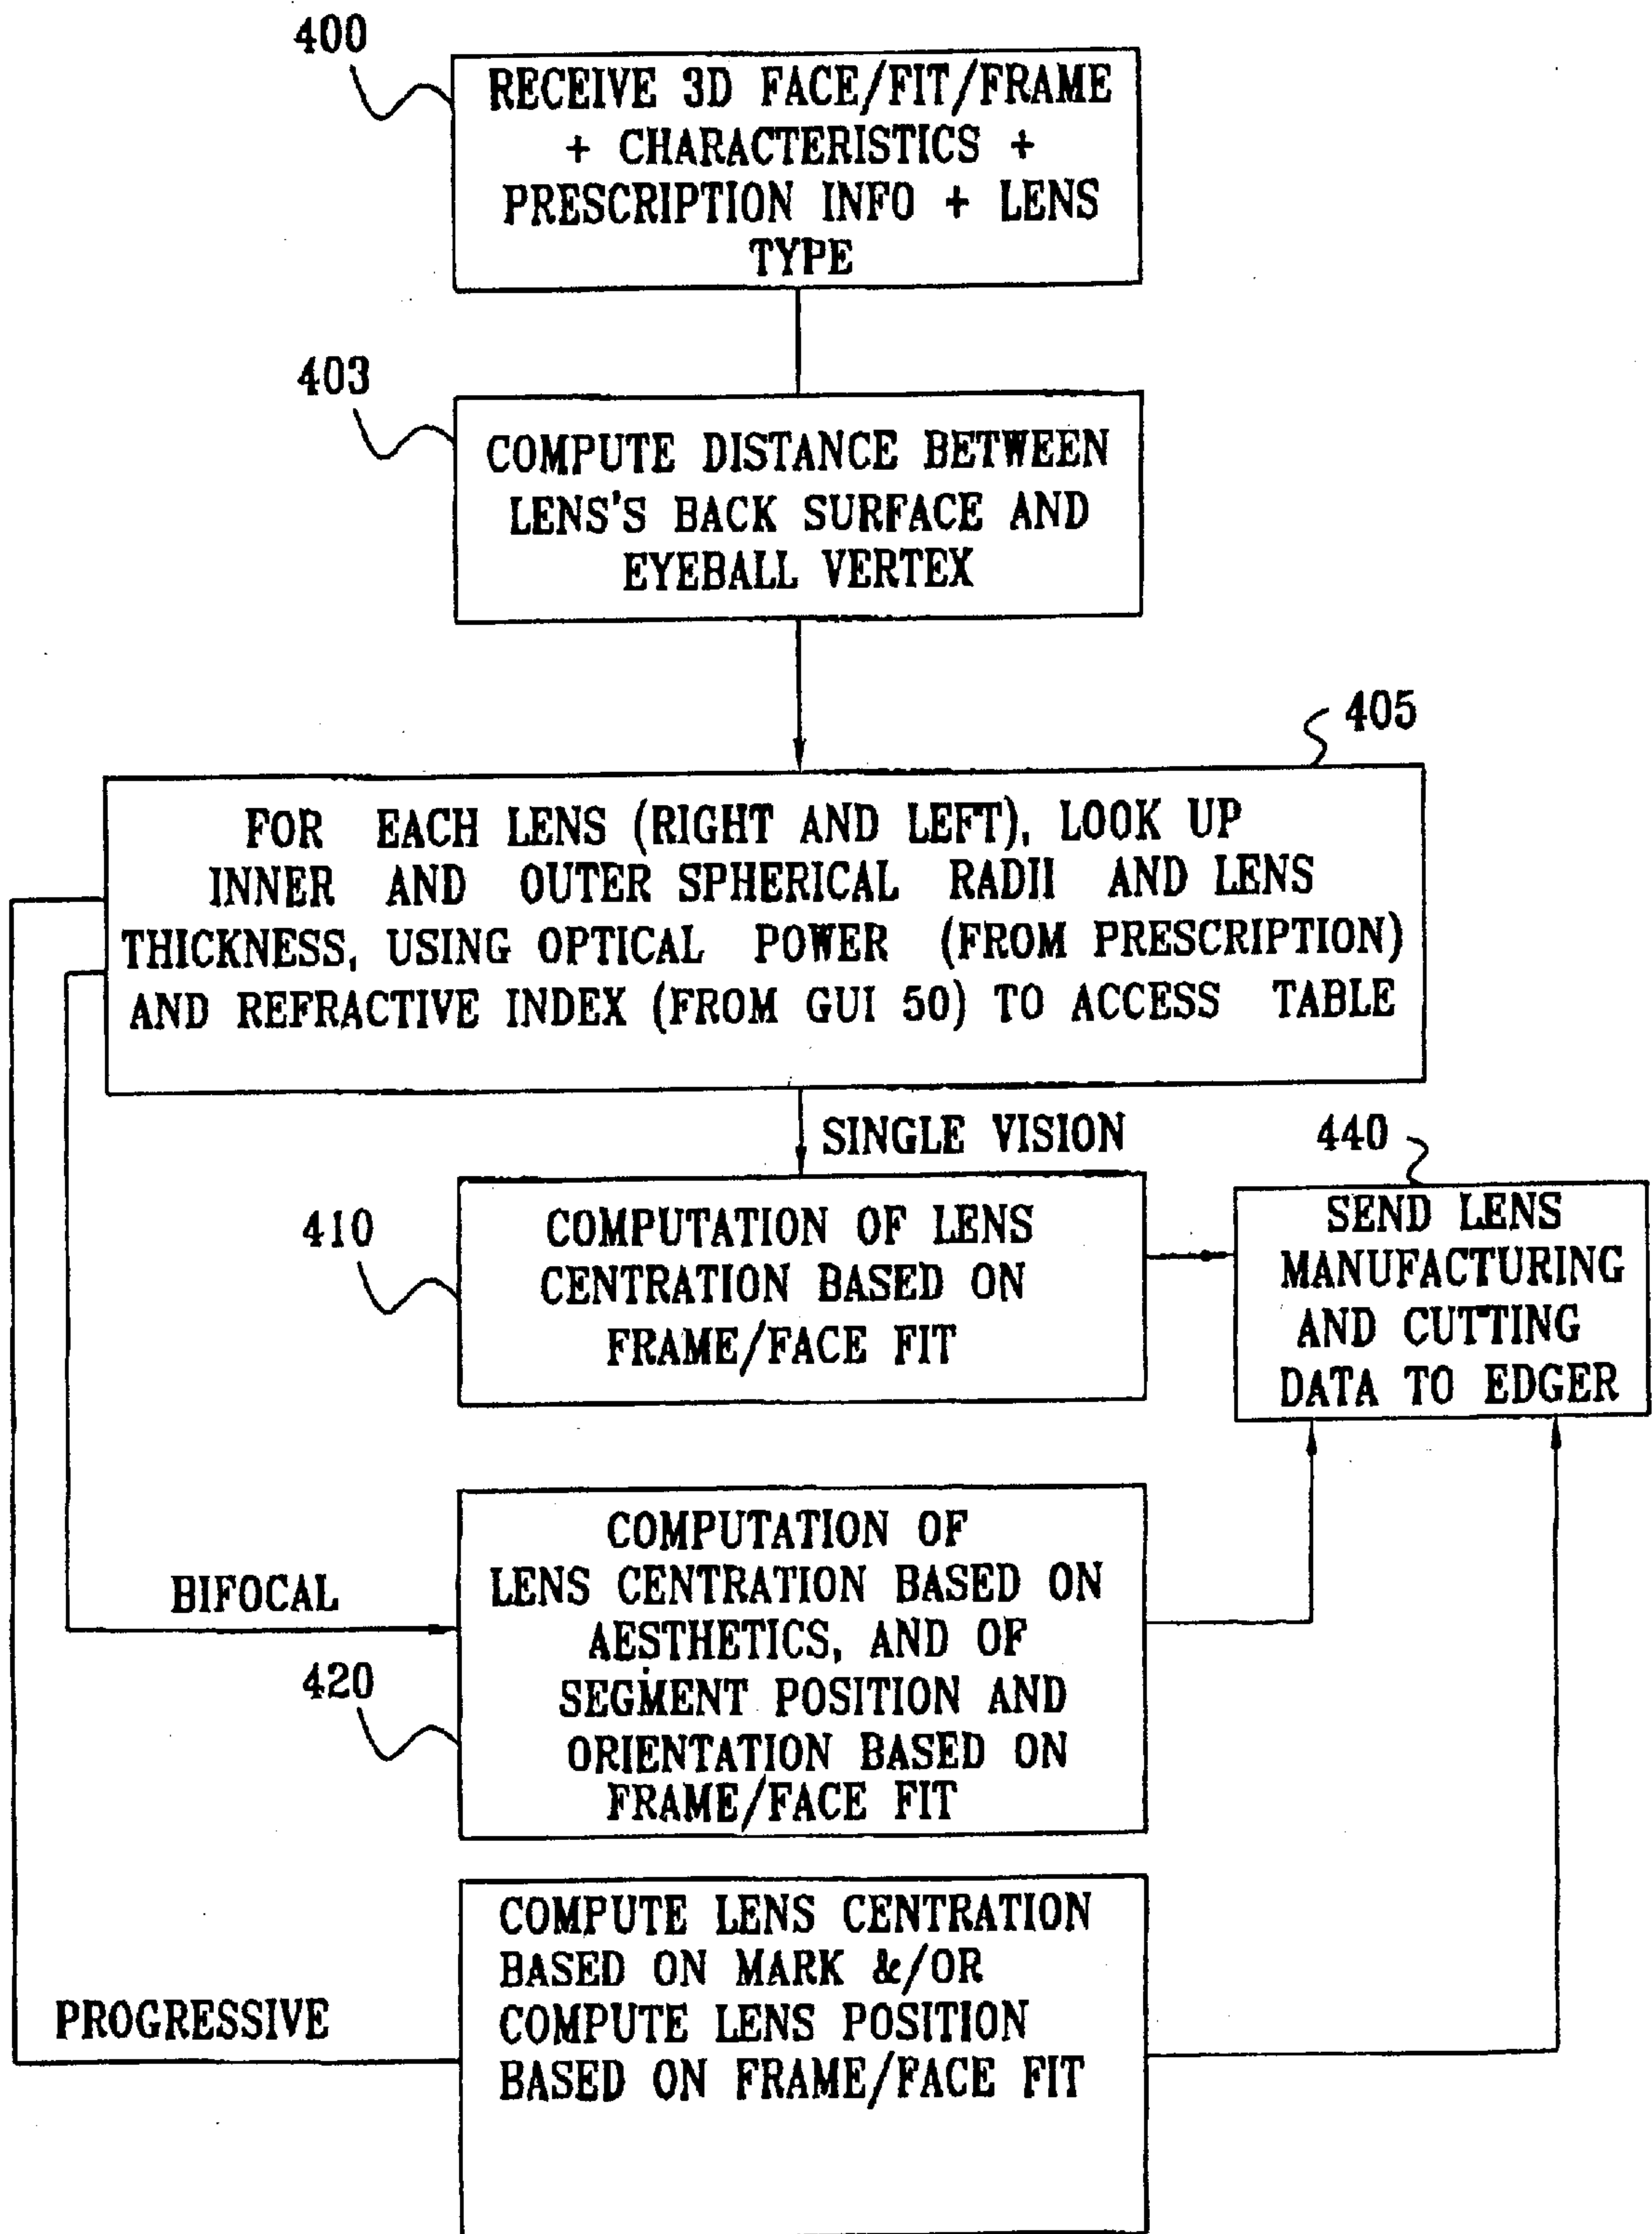 400
RECEIVE 3D FACE/FIT/FRAME
+ CHARACTERISTICS +
PRESCRIPTION INFO + LENS
TYPE
403
COMPUTE DISTANCE BETWEEN
LENS'S BACK SURFACE AND
EYEBALL VERTEX
405
FOR EACH LENS (RIGHT AND LEFT), LOOK UP
INNER AND OUTER SPHERICAL RADII AND LENS
THICKNESS, USING OPTICAL POWER (FROM PRESCRIPTION)
AND REFRACTIVE INDEX (FROM GUI 50) TO ACCESS TABLE
SINGLE VISION
410
COMPUTATION OF LENS
CENTRATION BASED ON
FRAME/FACE FIT
440
SEND LENS
MANUFACTURING
AND CUTTING
DATA TO EDGER
BIFOCAL
420
COMPUTATION OF
LENS CENTRATION BASED ON
AESTHETICS, AND OF
SEGMENT POSITION AND
ORIENTATION BASED ON
FRAME/FACE FIT
PROGRESSIVE
COMPUTE LENS CENTRATION
BASED ON MARK &/OR
COMPUTE LENS POSITION
BASED ON FRAME/FACE FIT